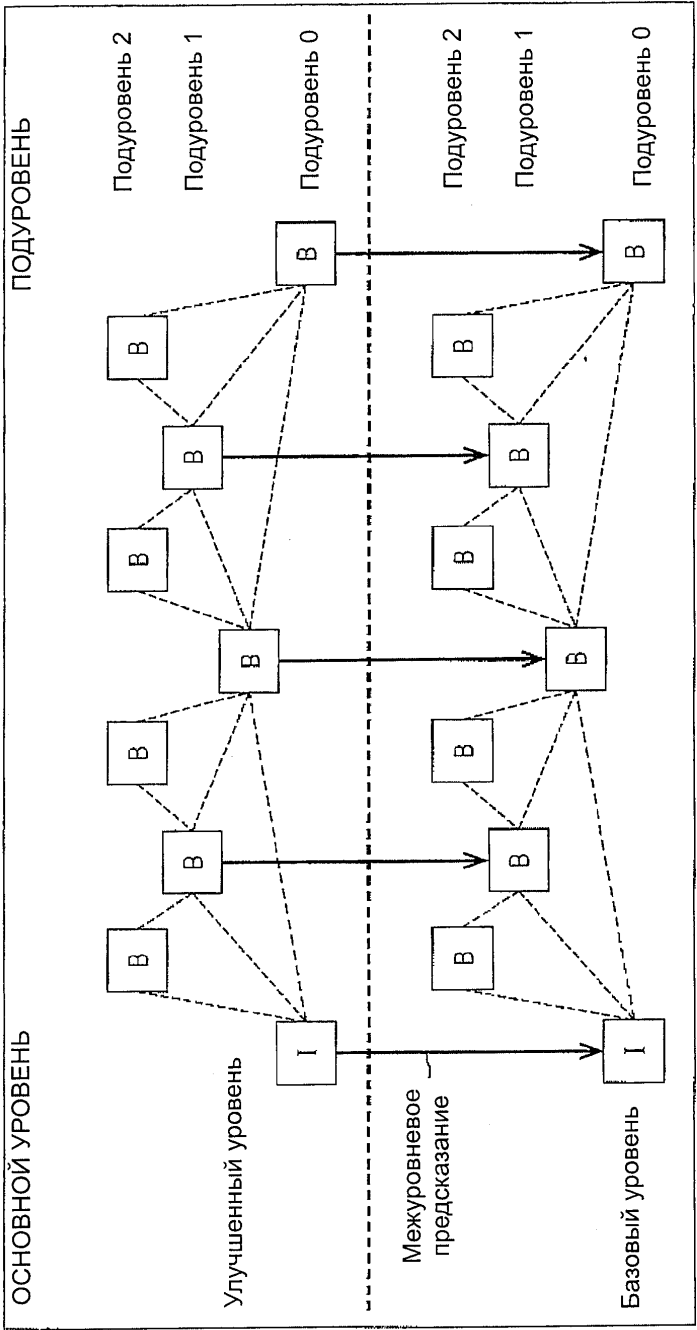 ОСНОВНОЙ УРОВЕНЬ
ПОДУРОВЕНЬ
B
B
B
B
Подуровень 2
B
B
Подуровень 1
Улучшенный уровень
B
I
B
Подуровень 0
Межуровневое
предсказание
B
B
B
B
Подуровень 2
B
B
Подуровень 1
B
Базовый уровень
I
B
Подуровень 0